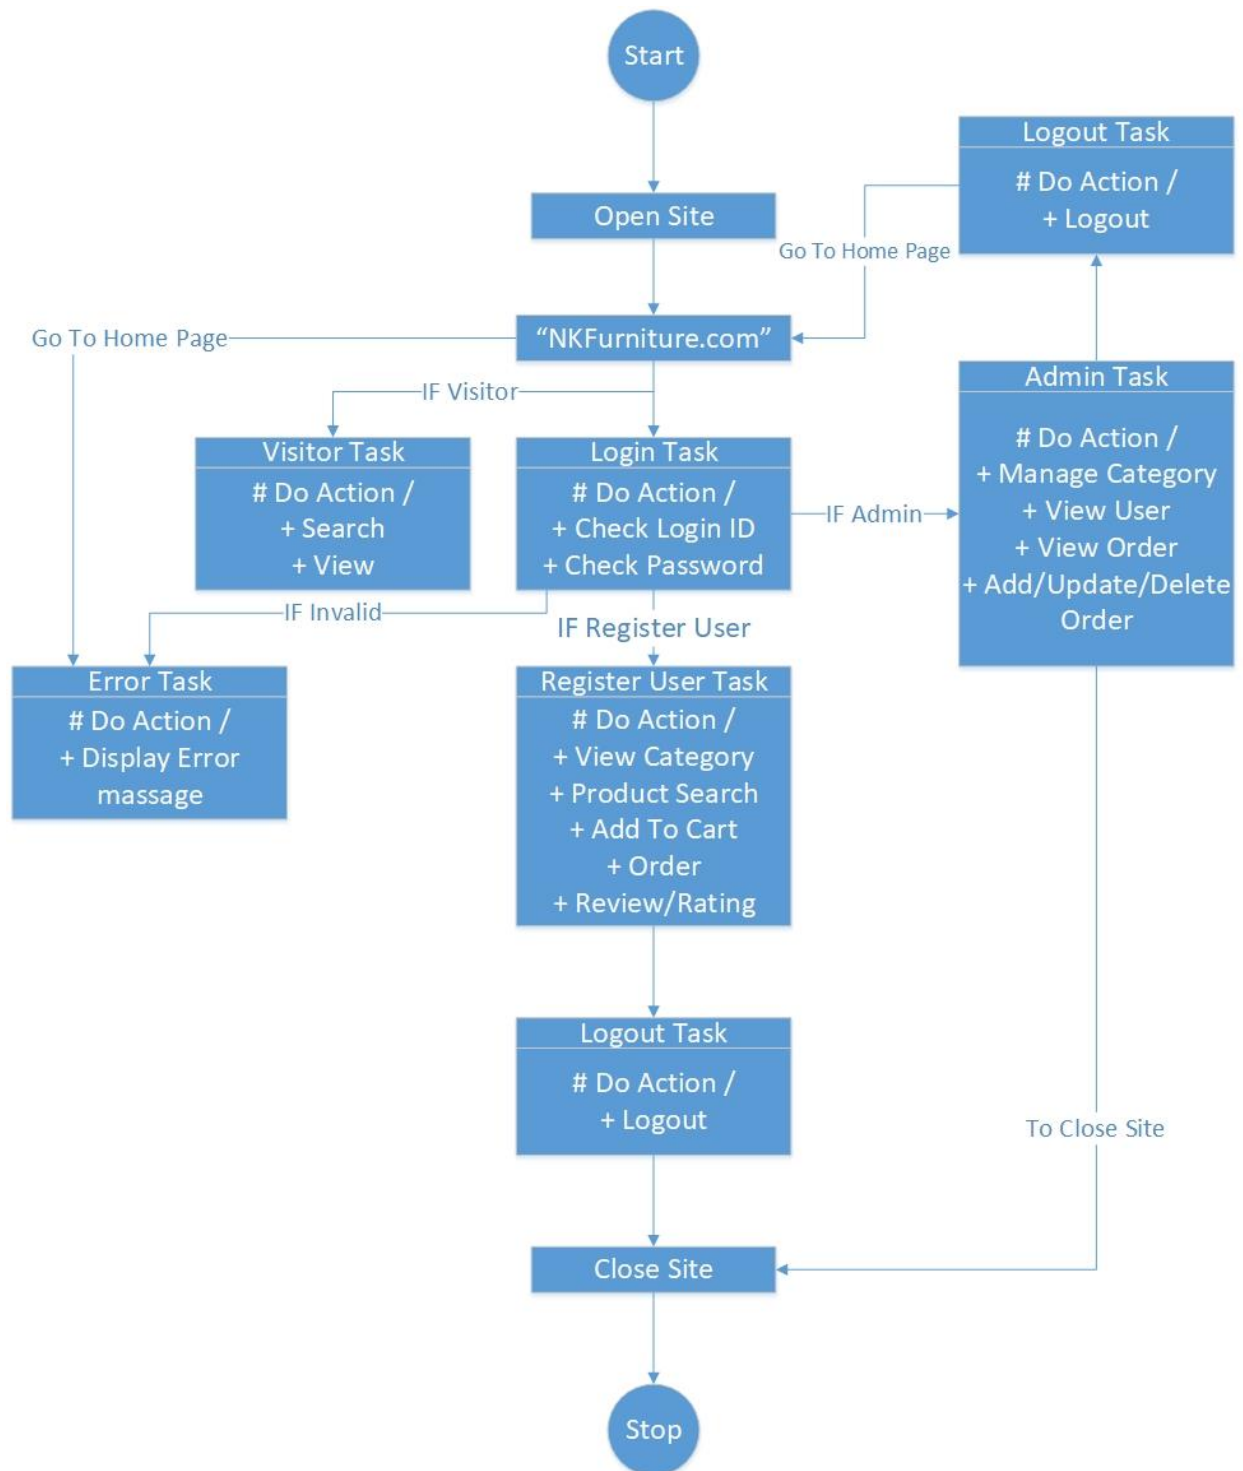 Start
Open Site
Logout Task
# Do Action /
+ Logout
Go To Home Page
Go To Home Page
“NKFurniture.com”
IF Visitor
Admin Task
# Do Action /
+ Manage Category
+ View User
+ View Order
+ Add/Update/Delete
Order
Visitor Task
# Do Action /
+ Search
+ View
Login Task
# Do Action /
+ Check Login ID
+ Check Password
IF Admin
IF Invalid
IF Register User
Error Task
# Do Action /
+ Display Error
massage
Register User Task
# Do Action /
+ View Category
+ Product Search
+ Add To Cart
+ Order
+ Review/Rating
Logout Task
# Do Action /
+ Logout
To Close Site
Close Site
Stop